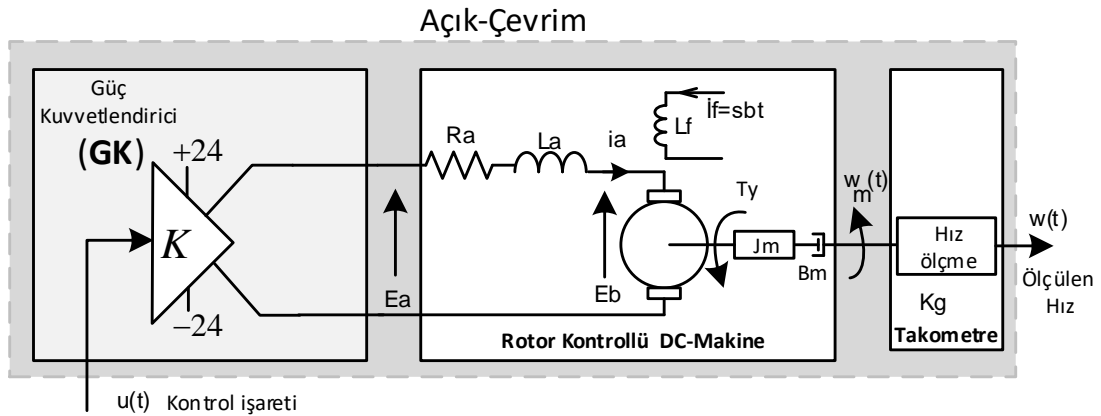 Açık-Çevrim
Güç
Kuvvetlendirici
(GK)
+24
K
−24
u(t) Kontrol işareti
Ea
Ra
La
ia
Lf
İf=sbt
Eb
Ty
Jm
Bm
Rotor Kontrollü DC-Makine
w_m(t)
Hız
ölçme
Kg
Takometre
w(t)
Ölçülen
Hız